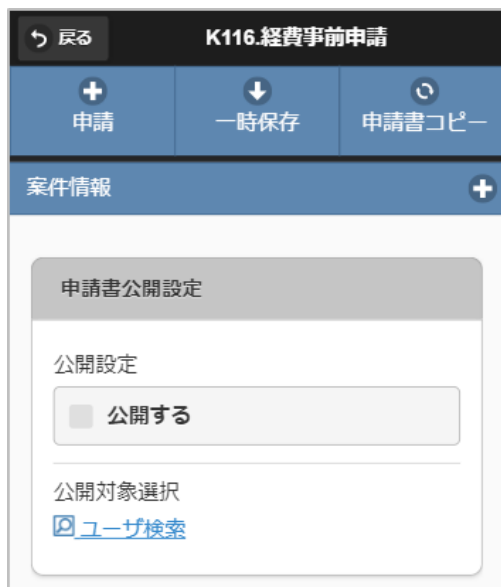 戻る
K116.経費事前申請
申請
一時保存
申請書コピー
案件情報
申請書公開設定
公開設定
公開する
公開対象選択
ユーザ検索